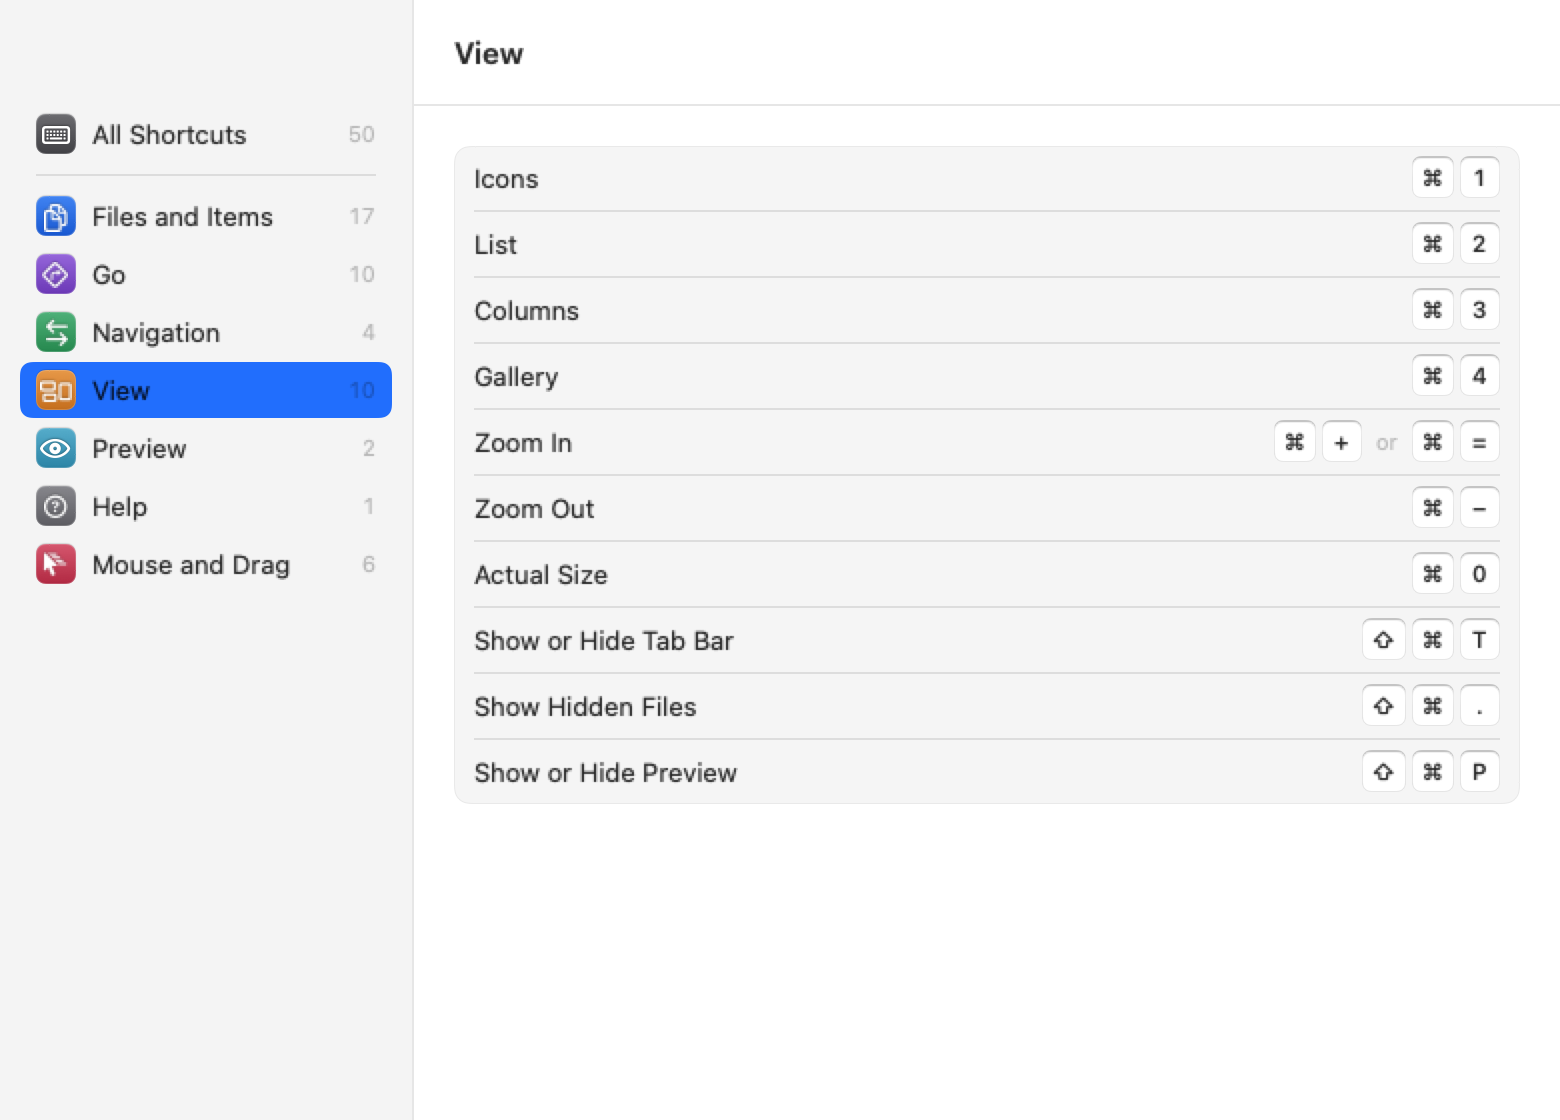 All Shortcuts 50
Files and Items 17
Go 10
Navigation 4
View 10
Preview 2
Help 1
Mouse and Drag 6
View
Icons ⌘ 1
List ⌘ 2
Columns ⌘ 3
Gallery ⌘ 4
Zoom In ⌘ + or ⌘ =
Zoom Out ⌘ −
Actual Size ⌘ 0
Show or Hide Tab Bar ⇧ ⌘ T
Show Hidden Files ⇧ ⌘ .
Show or Hide Preview ⇧ ⌘ P